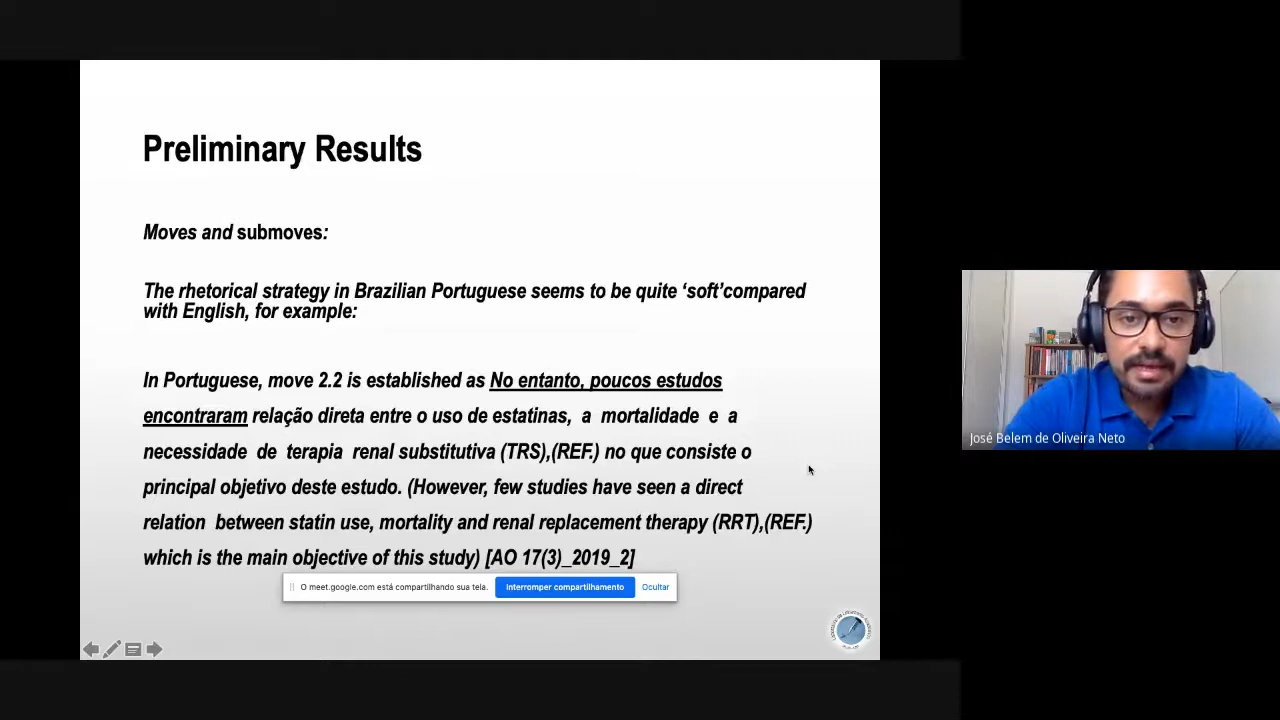 Preliminary Results
Moves and submoves:
The rhetorical strategy in Brazilian Portuguese seems to be quite ‘soft’compared
with English, for example:
In Portuguese, move 2.2 is established as No entanto, poucos estudos
encontraram relação direta entre o uso de estatinas, a mortalidade e a
necessidade de terapia renal substitutiva (TRS),(REF.) no que consiste o
principal objetivo deste estudo. (However, few studies have seen a direct
relation between statin use, mortality and renal replacement therapy (RRT),(REF.)
which is the main objective of this study) [AO 17(3)_2019_2]
O meet.google.com está compartilhando sua tela. Interromper compartilhamento Ocultar
José Belem de Oliveira Neto